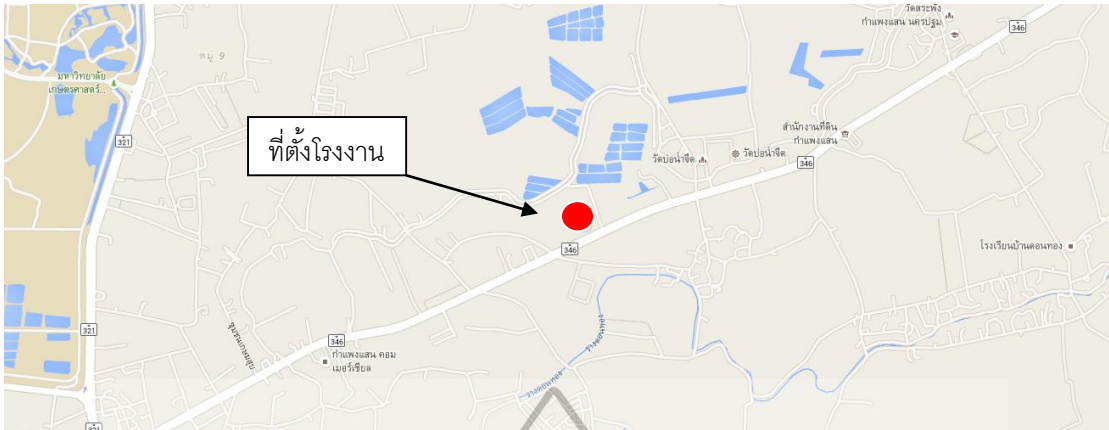 วัดสระพัง
กำแพงแสน นครปฐม
346
หมู่ 9
มหาวิทยาลัย
เกษตรศาสตร์...
321
ที่ตั้งโรงงาน
สำนักงานที่ดิน
กำแพงแสน
วัดบ่อน้ำจืด
วัดบ่อน้ำจืด
346
346
โรงเรียนบ้านดอนทอง
321
346
กำแพงแสน คอม
เมอร์เชียล
321